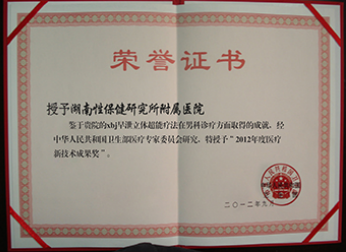 荣誉证书
授予湖南性保健研究所附属医院
鉴于贵院的xbj早泄立体超能疗法在男科诊疗方面取得的成就，经
中华人民共和国卫生部医疗专家委员会研究，特授予“2012年度医疗
新技术成果奖”。
二〇一二年九月